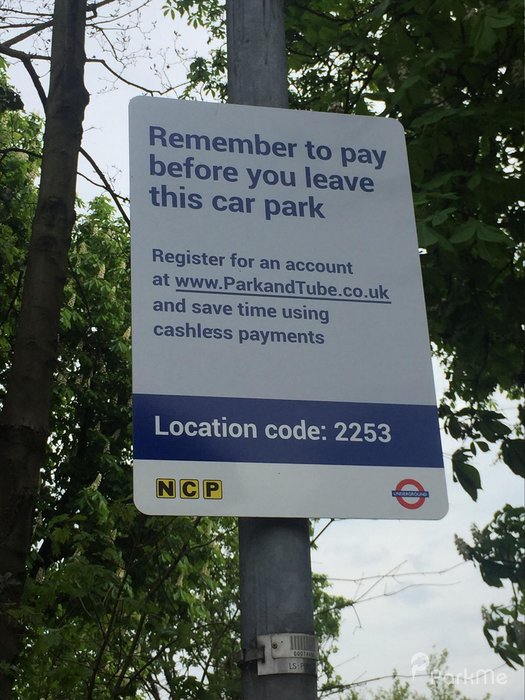 Remember to pay
before you leave
this car park
Register for an account
at www.ParkandTube.co.uk
and save time using
cashless payments
Location code: 2253
NCP
UNDERGROUND
ParkMe